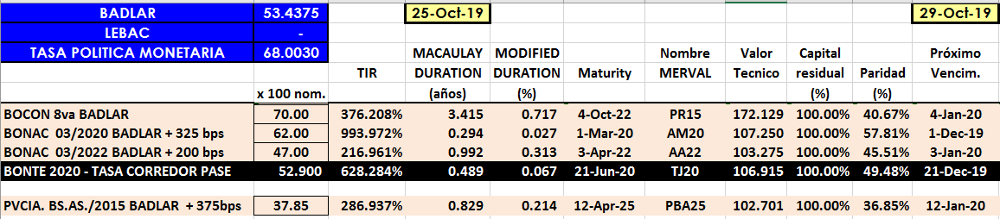 BADLAR 53.4375 25-Oct-19 29-Oct-19
LEBAC -
TASA POLITICA MONETARIA 68.0030 MACAULAY MODIFIED Nombre Valor Capital Próximo
TIR DURATION DURATION Maturity MERVAL Tecnico residual Paridad Vencim.
x 100 nom. (años) (%) (%) (%)
BOCON 8va BADLAR 70.00 376.208% 3.415 0.717 4-Oct-22 PR15 172.129 100.00% 40.67% 4-Jan-20
BONAC 03/2020 BADLAR + 325 bps 62.00 993.972% 0.294 0.027 1-Mar-20 AM20 107.250 100.00% 57.81% 1-Dec-19
BONAC 03/2022 BADLAR + 200 bps 47.00 216.961% 0.992 0.313 3-Apr-22 AA22 103.275 100.00% 45.51% 3-Jan-20
BONTE 2020 - TASA CORREDOR PASE 52.900 628.284% 0.489 0.067 21-Jun-20 TJ20 106.915 100.00% 49.48% 21-Dec-19
PVCIA. BS.AS./2015 BADLAR + 375bps 37.85 286.937% 0.829 0.214 12-Apr-25 PBA25 102.701 100.00% 36.85% 12-Jan-20